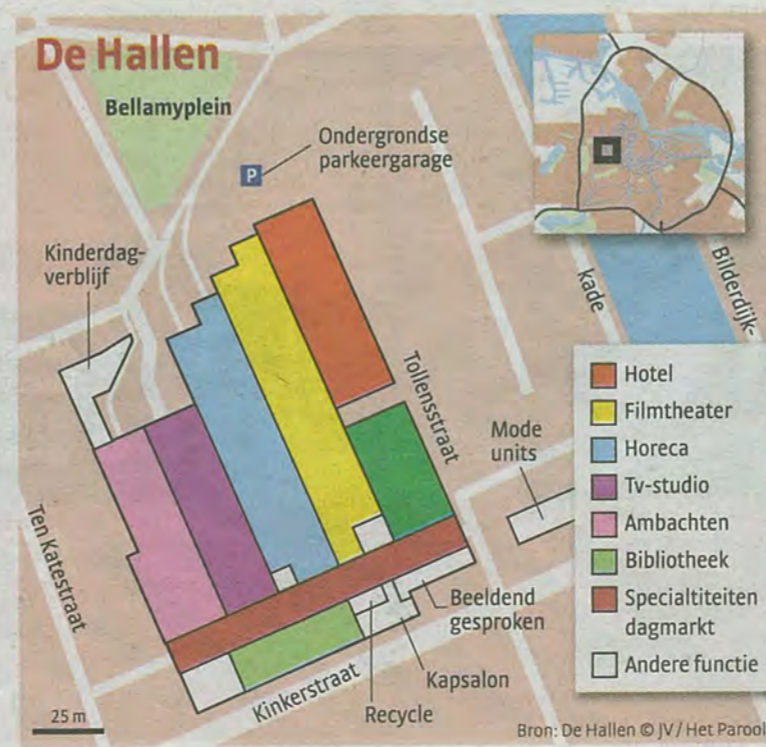 De Hallen
Bellamyplein
P
Ondergrondse
parkeergarage
Kinderdag-
verblijf
kade
Bilderdijk-
Tollensstraat
Mode
units
Ten Katestraat
Hotel
Filmtheater
Horeca
Tv-studio
Ambachten
Bibliotheek
Specialtiteiten
dagmarkt
Andere functie
Beeldend
gesproken
Kapsalon
Recycle
Kinkerstraat
25 m
Bron: De Hallen © JV / Het Parool